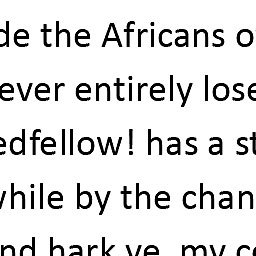 de the Africans o
ever entirely lose
edfellow! has a st
while by the chan
nd hark ye, my co